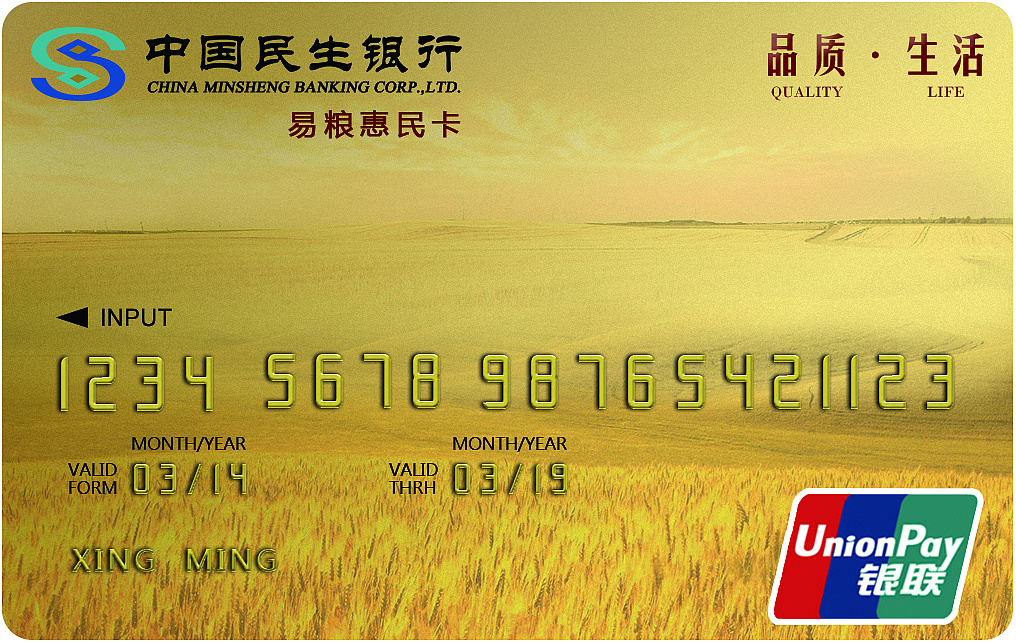 中国民生银行
CHINA MINSHENG BANKING CORP.,LTD.
易粮惠民卡
品质·生活
QUALITY LIFE
INPUT
1234 5678 98765421123
MONTH/YEAR MONTH/YEAR
VALID FORM 03/14 VALID THRH 03/19
XING MING
UnionPay
银联